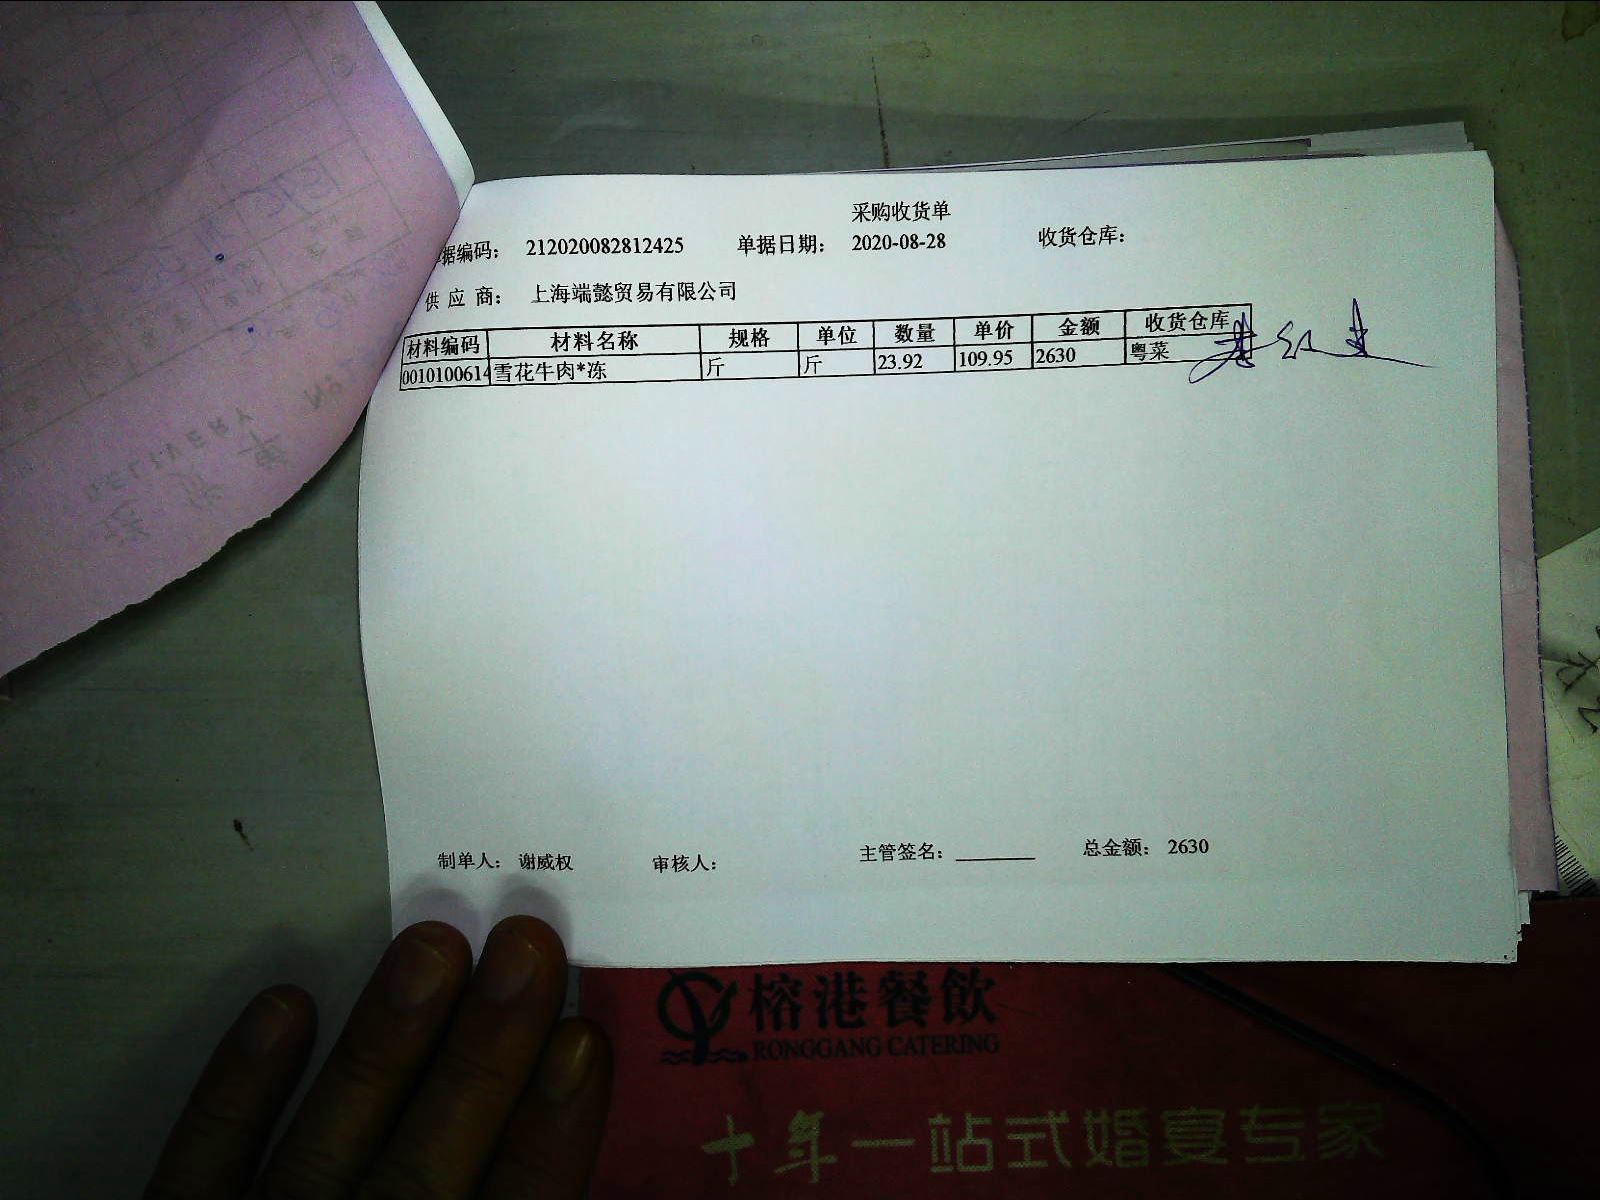 采购收货单
据编码: 212020082812425 单据日期: 2020-08-28 收货仓库:
供应商: 上海端懿贸易有限公司
材料编码 材料名称 规格 单位 数量 单价 金额 收货仓库
0010100614 雪花牛肉*冻 斤 斤 23.92 109.95 2630 粤菜
制单人: 谢威权 审核人: 主管签名: ________ 总金额: 2630
榕港餐飲
RONGGANG CATERING
十年一站式婚宴专家